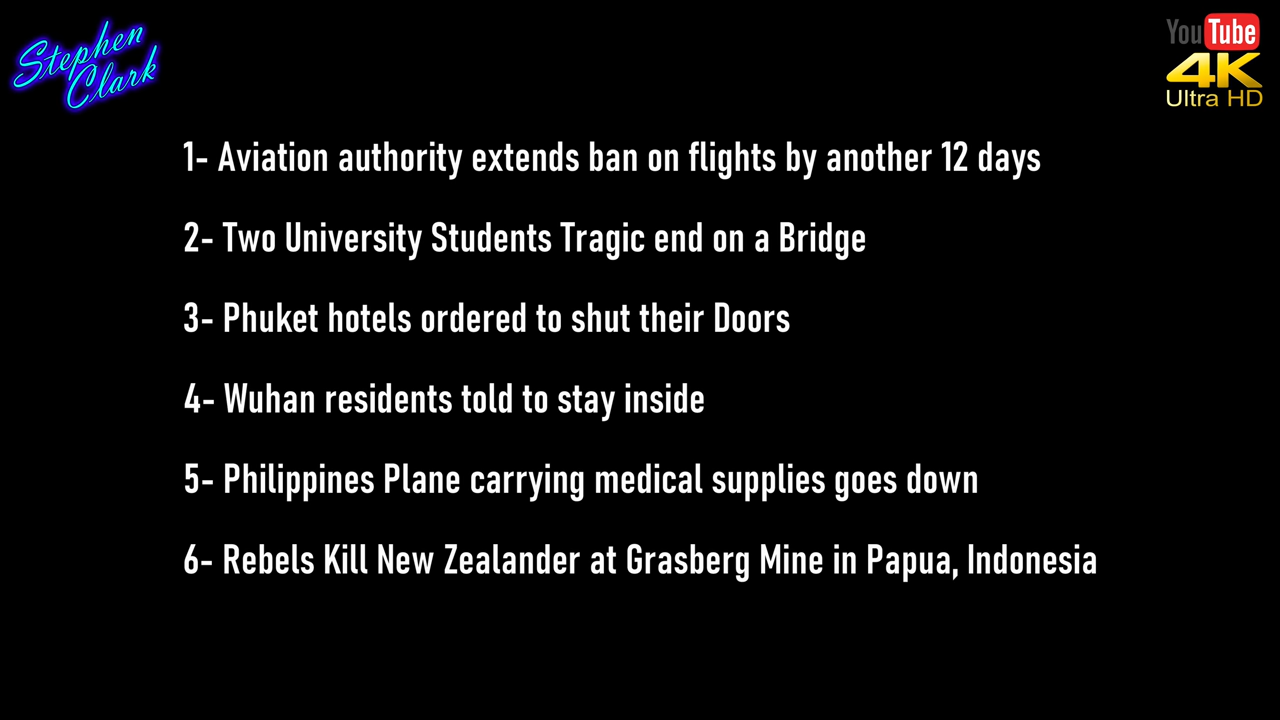 Stephen
Clark
YouTube
4K
Ultra HD
1- Aviation authority extends ban on flights by another 12 days
2- Two University Students Tragic end on a Bridge
3- Phuket hotels ordered to shut their Doors
4- Wuhan residents told to stay inside
5- Philippines Plane carrying medical supplies goes down
6- Rebels Kill New Zealander at Grasberg Mine in Papua, Indonesia